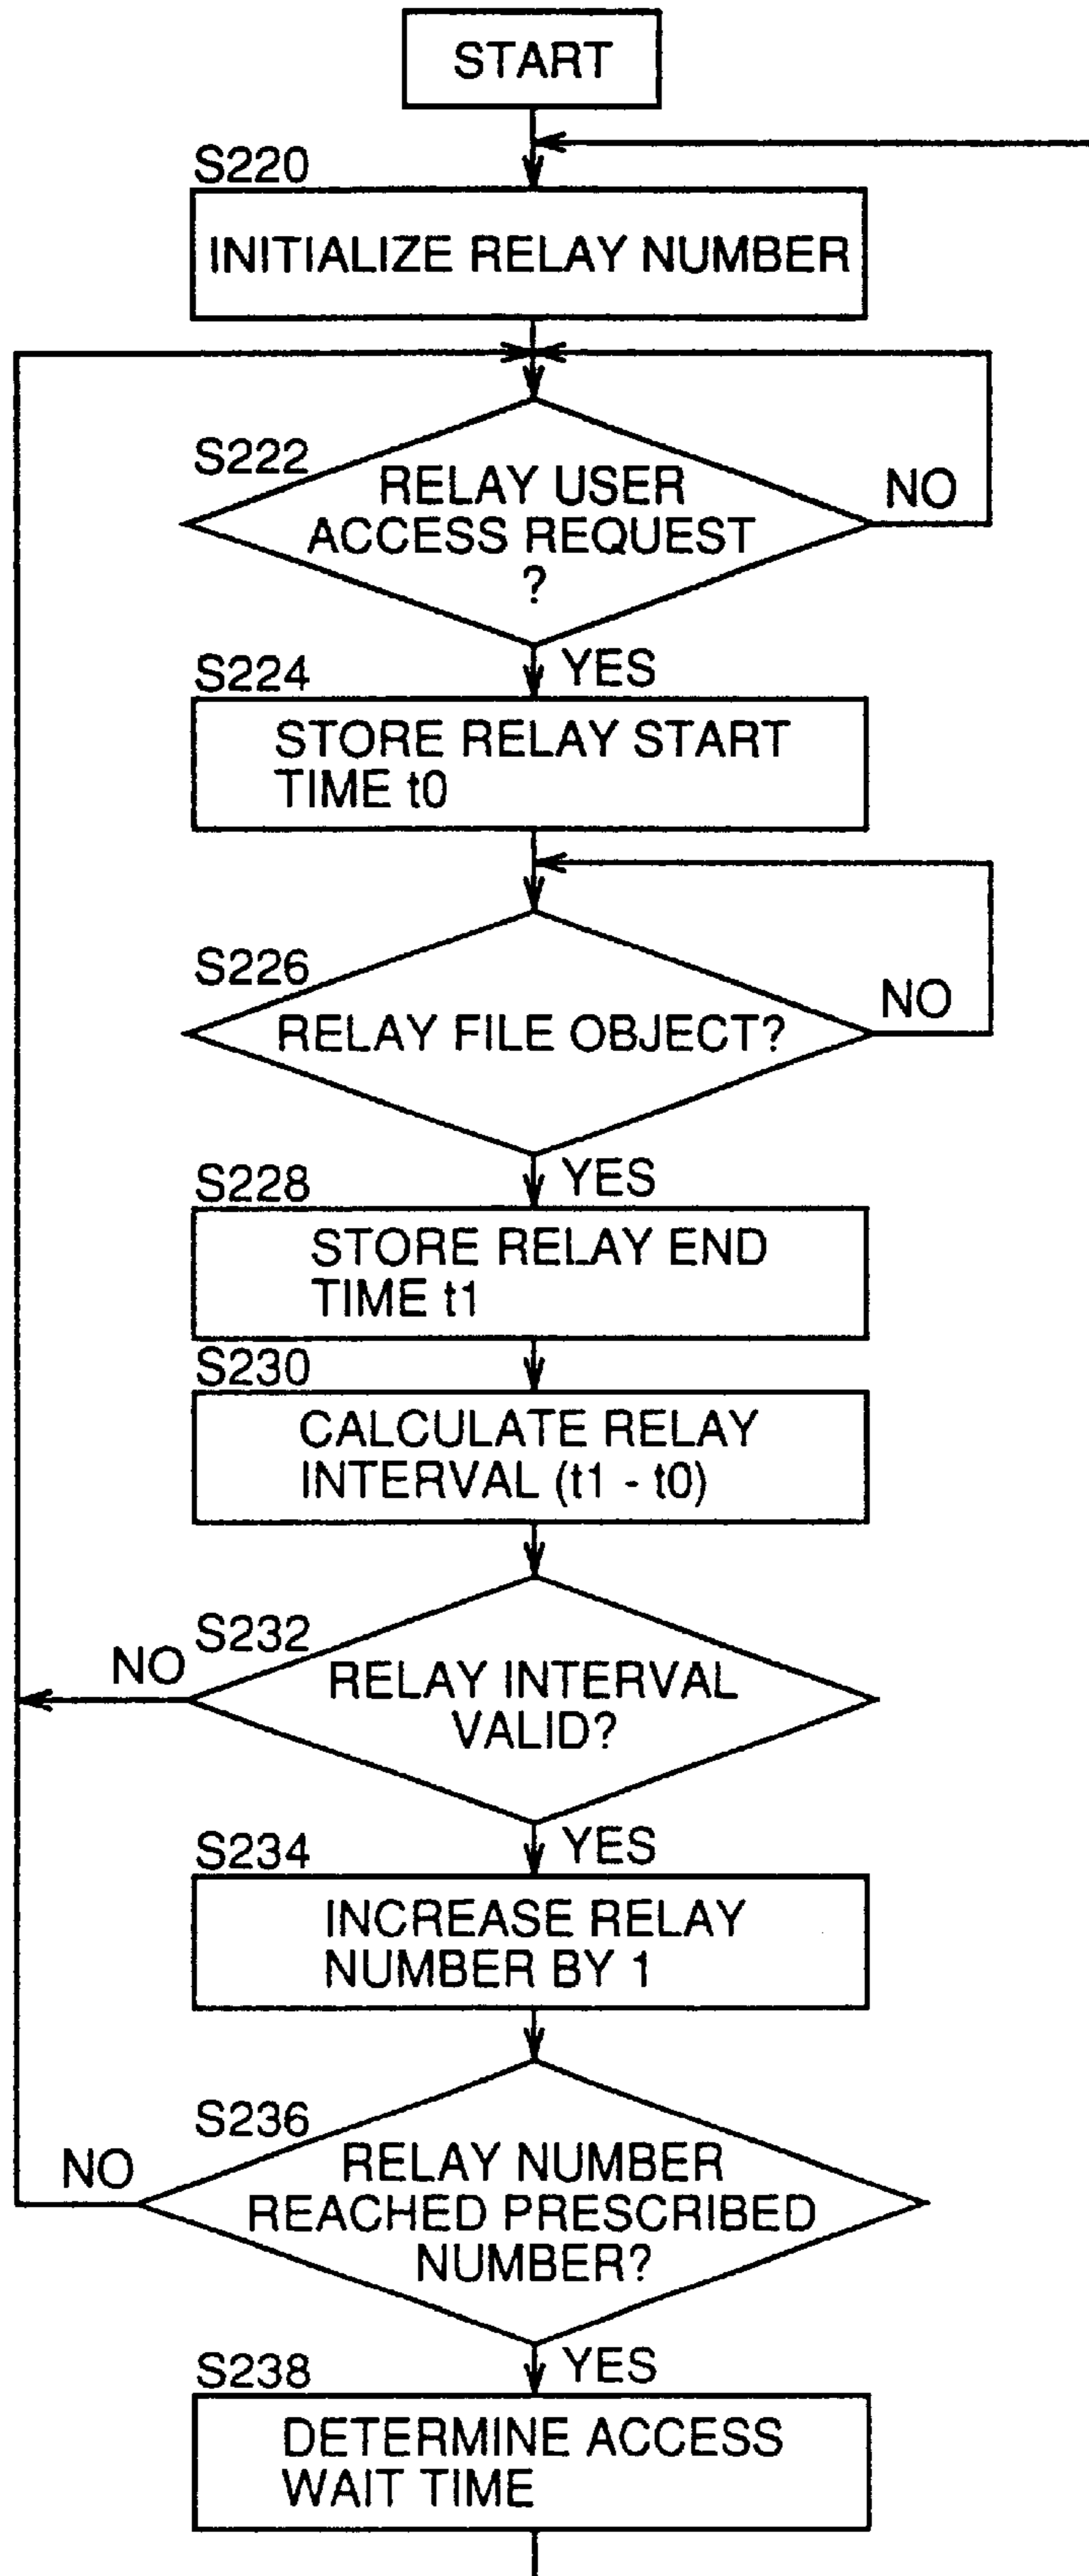 START
S220
INITIALIZE RELAY NUMBER
S222
RELAY USER
ACCESS REQUEST
?
NO
YES
S224
STORE RELAY START
TIME t0
S226
RELAY FILE OBJECT?
NO
YES
S228
STORE RELAY END
TIME t1
S230
CALCULATE RELAY
INTERVAL (t1 - t0)
S232
NO
RELAY INTERVAL
VALID?
YES
S234
INCREASE RELAY
NUMBER BY 1
S236
NO
RELAY NUMBER
REACHED PRESCRIBED
NUMBER?
YES
S238
DETERMINE ACCESS
WAIT TIME